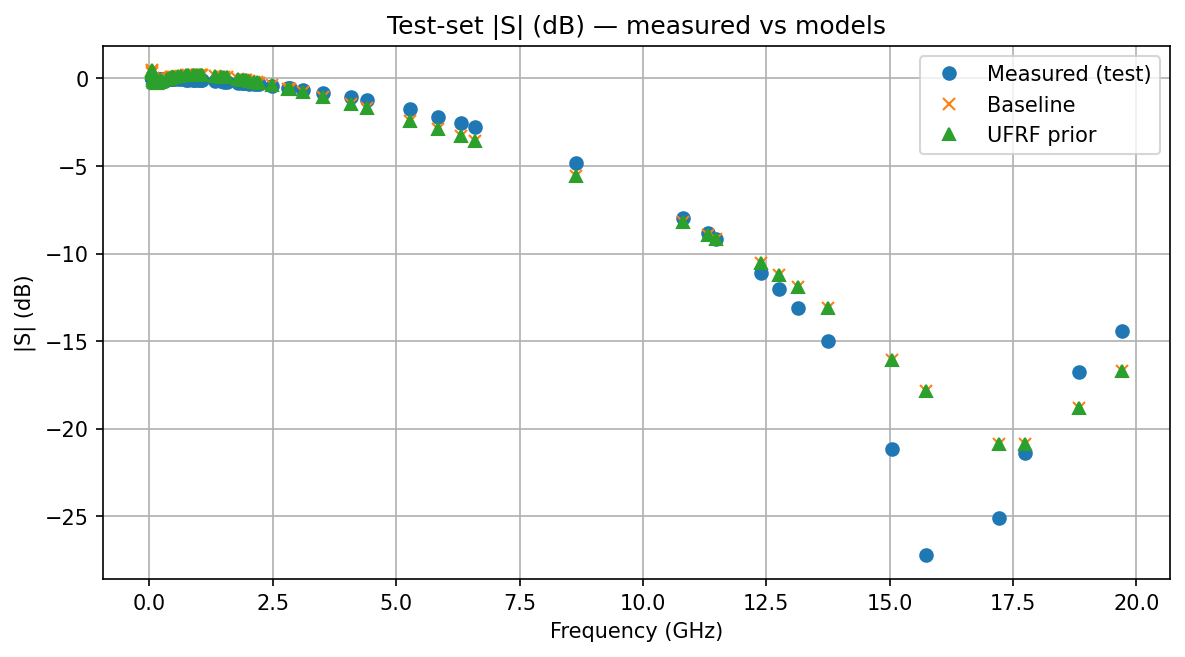 Test-set |S| (dB) — measured vs models
Measured (test)
Baseline
UFRF prior
|S| (dB)
0
−5
−10
−15
−20
−25
0.0 2.5 5.0 7.5 10.0 12.5 15.0 17.5 20.0
Frequency (GHz)